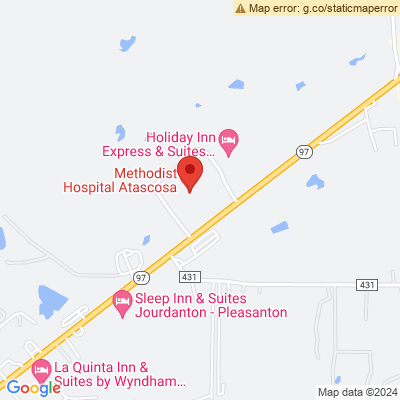 Map error: g.co/staticmaperror
Holiday Inn
Express & Suites...
97
Methodist
Hospital Atascosa
97
431
431
Sleep Inn & Suites
Jourdanton - Pleasanton
La Quinta Inn &
Suites by Wyndham...
Google
Map data ©2024